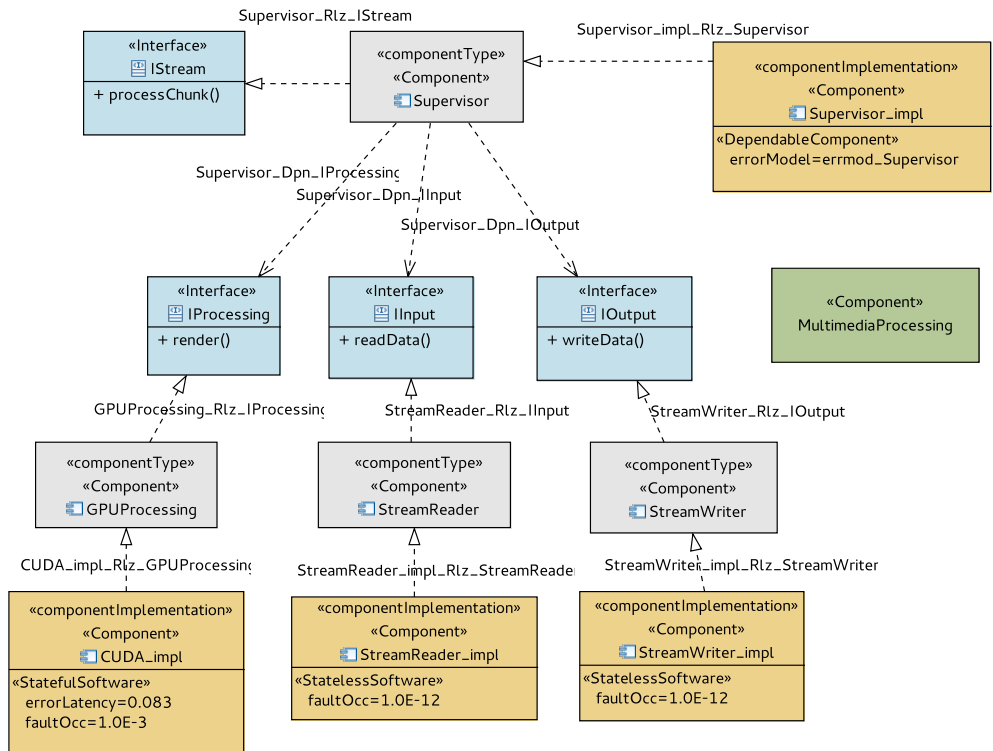 Supervisor_Rlz_IStream
Supervisor_impl_Rlz_Supervisor
«Interface»
IStream
+ processChunk()
«componentType»
«Component»
Supervisor
«componentImplementation»
«Component»
Supervisor_impl
«DependableComponent»
errorModel=errmod_Supervisor
Supervisor_Dpn_IProcessing
Supervisor_Dpn_IInput
Supervisor_Dpn_IOutput
«Interface»
IProcessing
+ render()
«Interface»
IInput
+ readData()
«Interface»
IOutput
+ writeData()
«Component»
MultimediaProcessing
GPUProcessing_Rlz_IProcessing
StreamReader_Rlz_IInput
StreamWriter_Rlz_IOutput
«componentType»
«Component»
GPUProcessing
«componentType»
«Component»
StreamReader
«componentType»
«Component»
StreamWriter
CUDA_impl_Rlz_GPUProcessing
StreamReader_impl_Rlz_StreamReader
StreamWriter_impl_Rlz_StreamWriter
«componentImplementation»
«Component»
CUDA_impl
«StatefulSoftware»
errorLatency=0.083
faultOcc=1.0E-3
«componentImplementation»
«Component»
StreamReader_impl
«StatelessSoftware»
faultOcc=1.0E-12
«componentImplementation»
«Component»
StreamWriter_impl
«StatelessSoftware»
faultOcc=1.0E-12